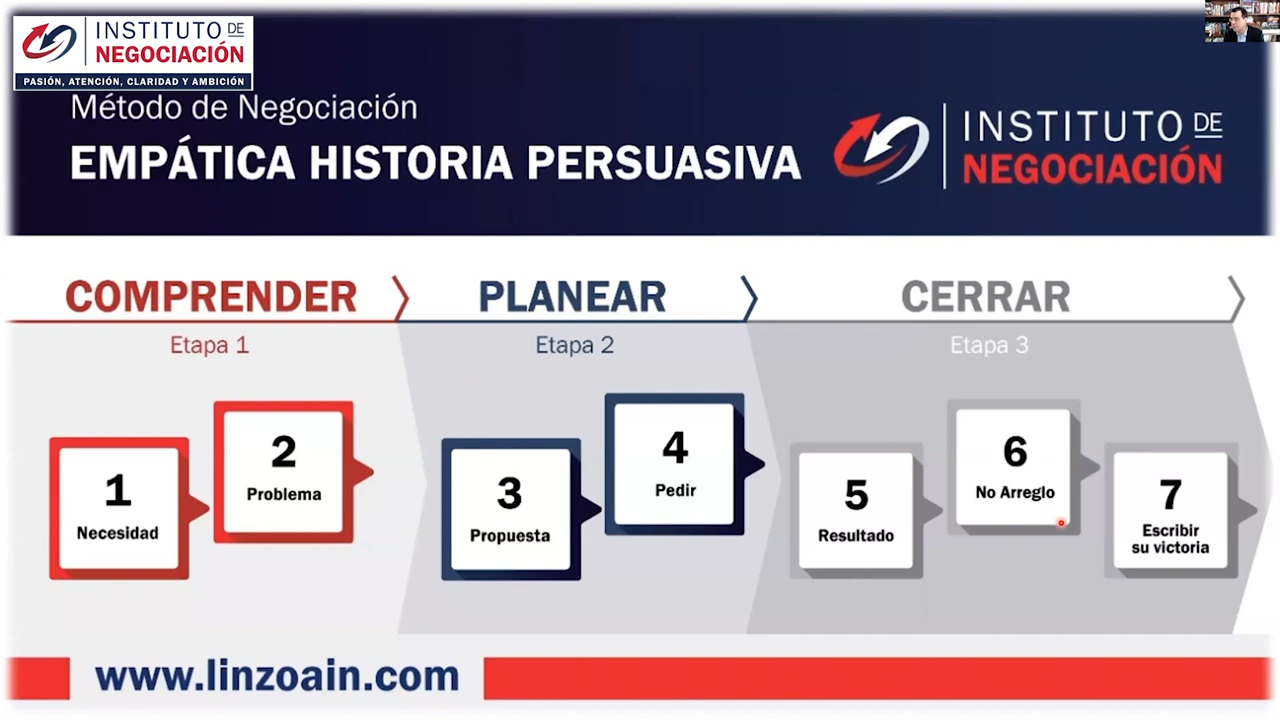 INSTITUTO DE
NEGOCIACIÓN
PASIÓN, ATENCIÓN, CLARIDAD Y AMBICIÓN
Método de Negociación
EMPÁTICA HISTORIA PERSUASIVA
INSTITUTO DE
NEGOCIACIÓN
COMPRENDER
PLANEAR
CERRAR
Etapa 1
Etapa 2
Etapa 3
1
Necesidad
2
Problema
3
Propuesta
4
Pedir
5
Resultado
6
No Arreglo
7
Escribir
su victoria
www.linzoain.com